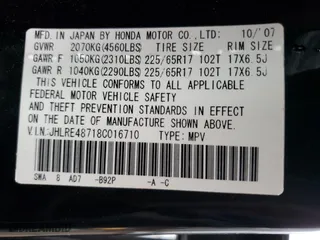 MFD. IN JAPAN BY HONDA MOTOR CO., LTD. 10/'07
GVWR 2070KG(4560LBS) TIRE SIZE RIM SIZE
GAWR F 1050KG(2310LBS) 225/65R17 102T 17X6.5J
GAWR R 1040KG(2290LBS) 225/65R17 102T 17X6.5J
THIS VEHICLE CONFORMS TO ALL APPLICABLE
FEDERAL MOTOR VEHICLE SAFETY
AND THEFT PREVENTION STANDARDS IN EFFECT
ON THE DATE OF MANUFACTURE SHOWN ABOVE.
V.I.N.:JHLRE48718C016710 TYPE: MPV
SWA B AD7 -B92P -A -C